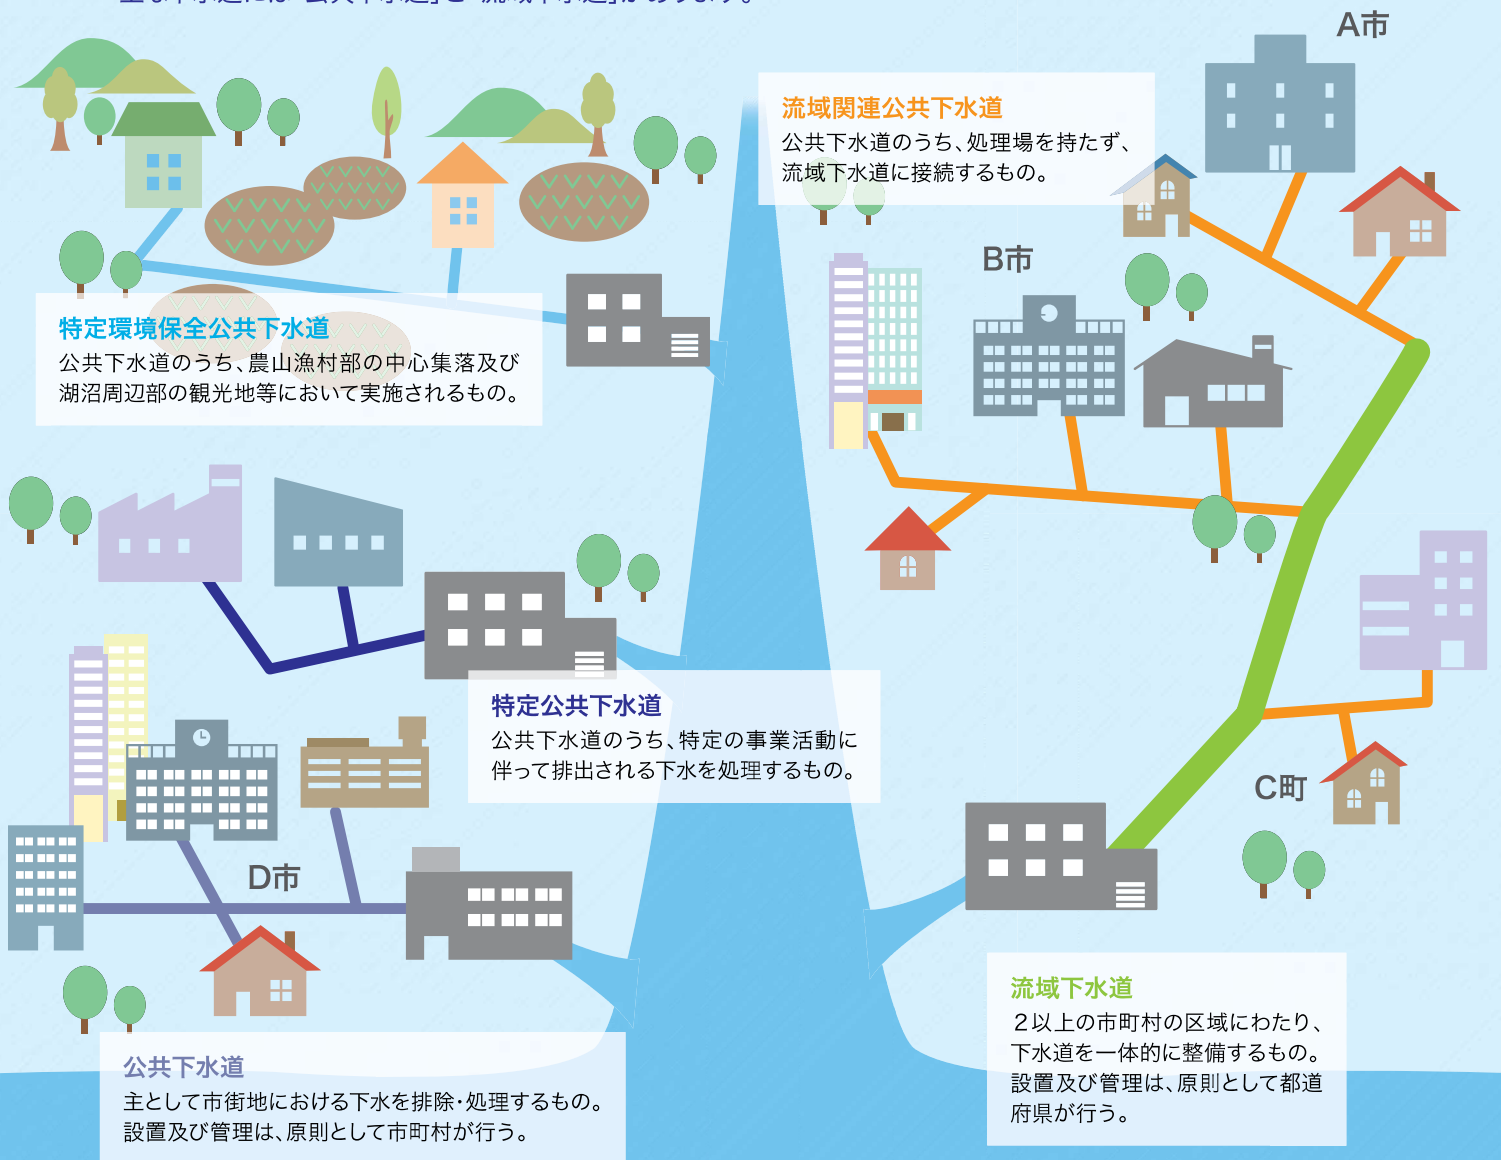 A市
流域関連公共下水道
公共下水道のうち、処理場を持たず、
流域下水道に接続するもの。
B市
特定環境保全公共下水道
公共下水道のうち、農山漁村部の中心集落及び
湖沼周辺部の観光地等において実施されるもの。
特定公共下水道
公共下水道のうち、特定の事業活動に
伴って排出される下水を処理するもの。
C町
D市
流域下水道
2以上の市町村の区域にわたり、
下水道を一体的に整備するもの。
設置及び管理は、原則として都道
府県が行う。
公共下水道
主として市街地における下水を排除・処理するもの。
設置及び管理は、原則として市町村が行う。